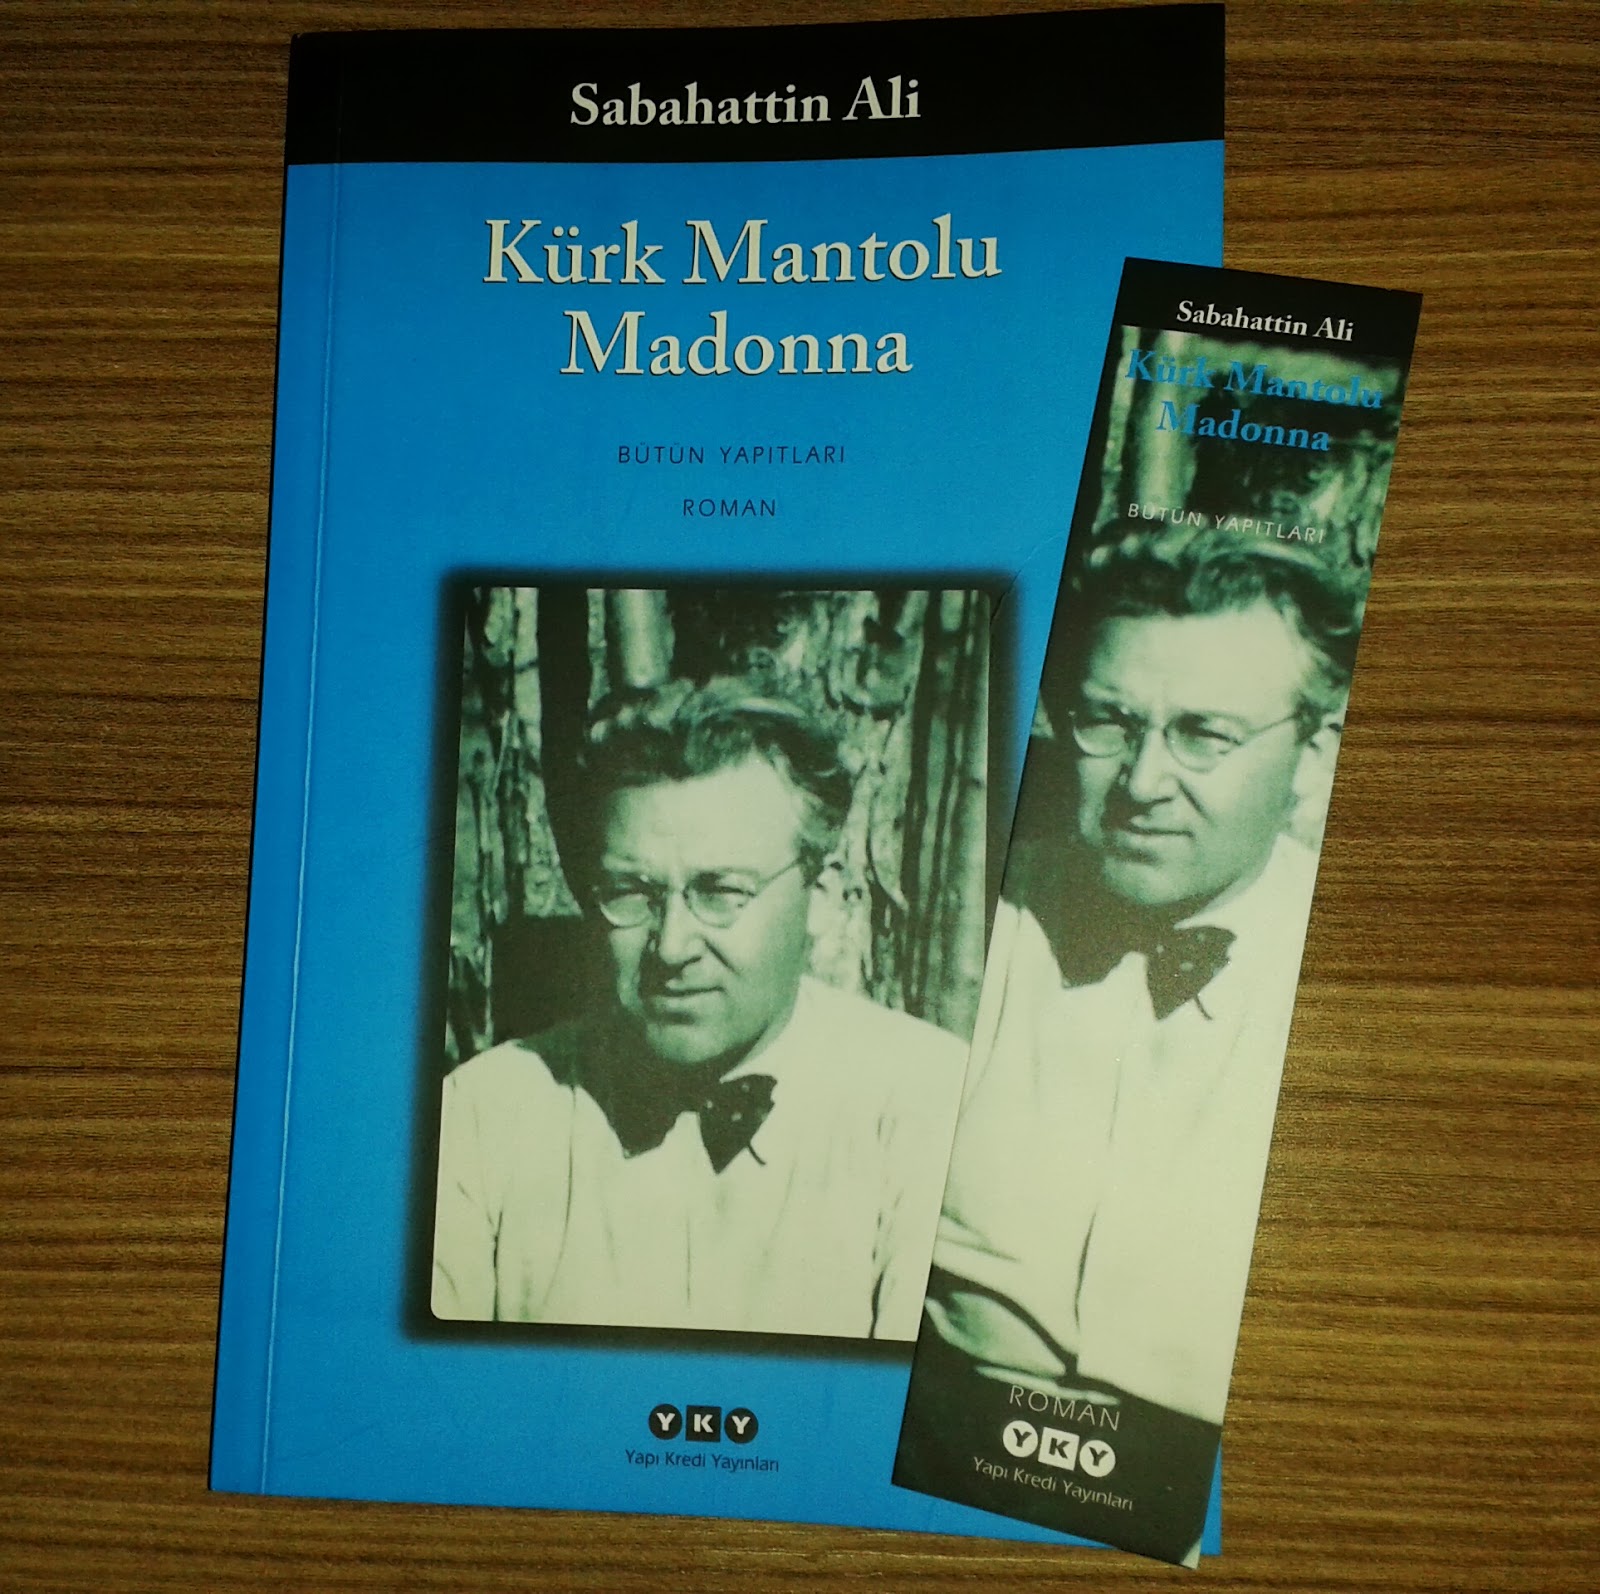 Sabahattin Ali
Kürk Mantolu
Madonna
BÜTÜN YAPITLARI
ROMAN
YKY
Yapı Kredi Yayınları
Sabahattin Ali
Kürk Mantolu
Madonna
BÜTÜN YAPITLARI
ROMAN
YKY
Yapı Kredi Yayınları